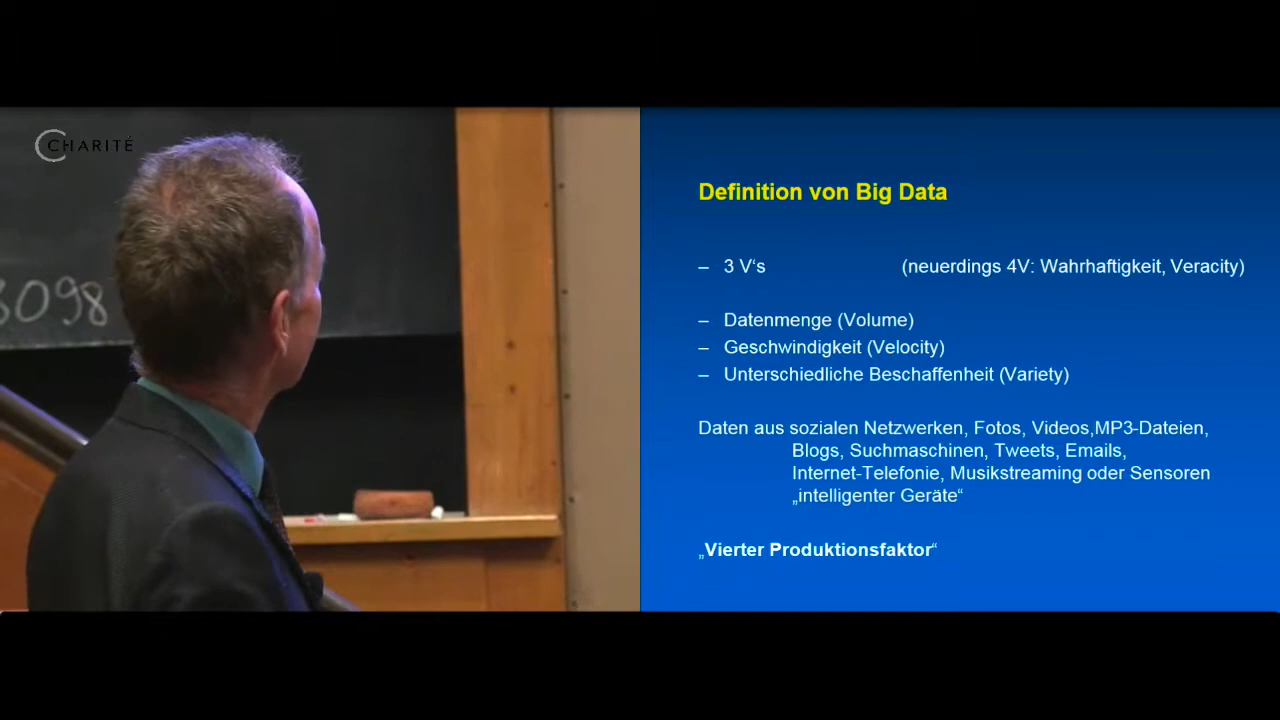 CHARITÉ
8098
Definition von Big Data
– 3 V‘s (neuerdings 4V: Wahrhaftigkeit, Veracity)
– Datenmenge (Volume)
– Geschwindigkeit (Velocity)
– Unterschiedliche Beschaffenheit (Variety)
Daten aus sozialen Netzwerken, Fotos, Videos,MP3-Dateien,
Blogs, Suchmaschinen, Tweets, Emails,
Internet-Telefonie, Musikstreaming oder Sensoren
„intelligenter Geräte“
„Vierter Produktionsfaktor“